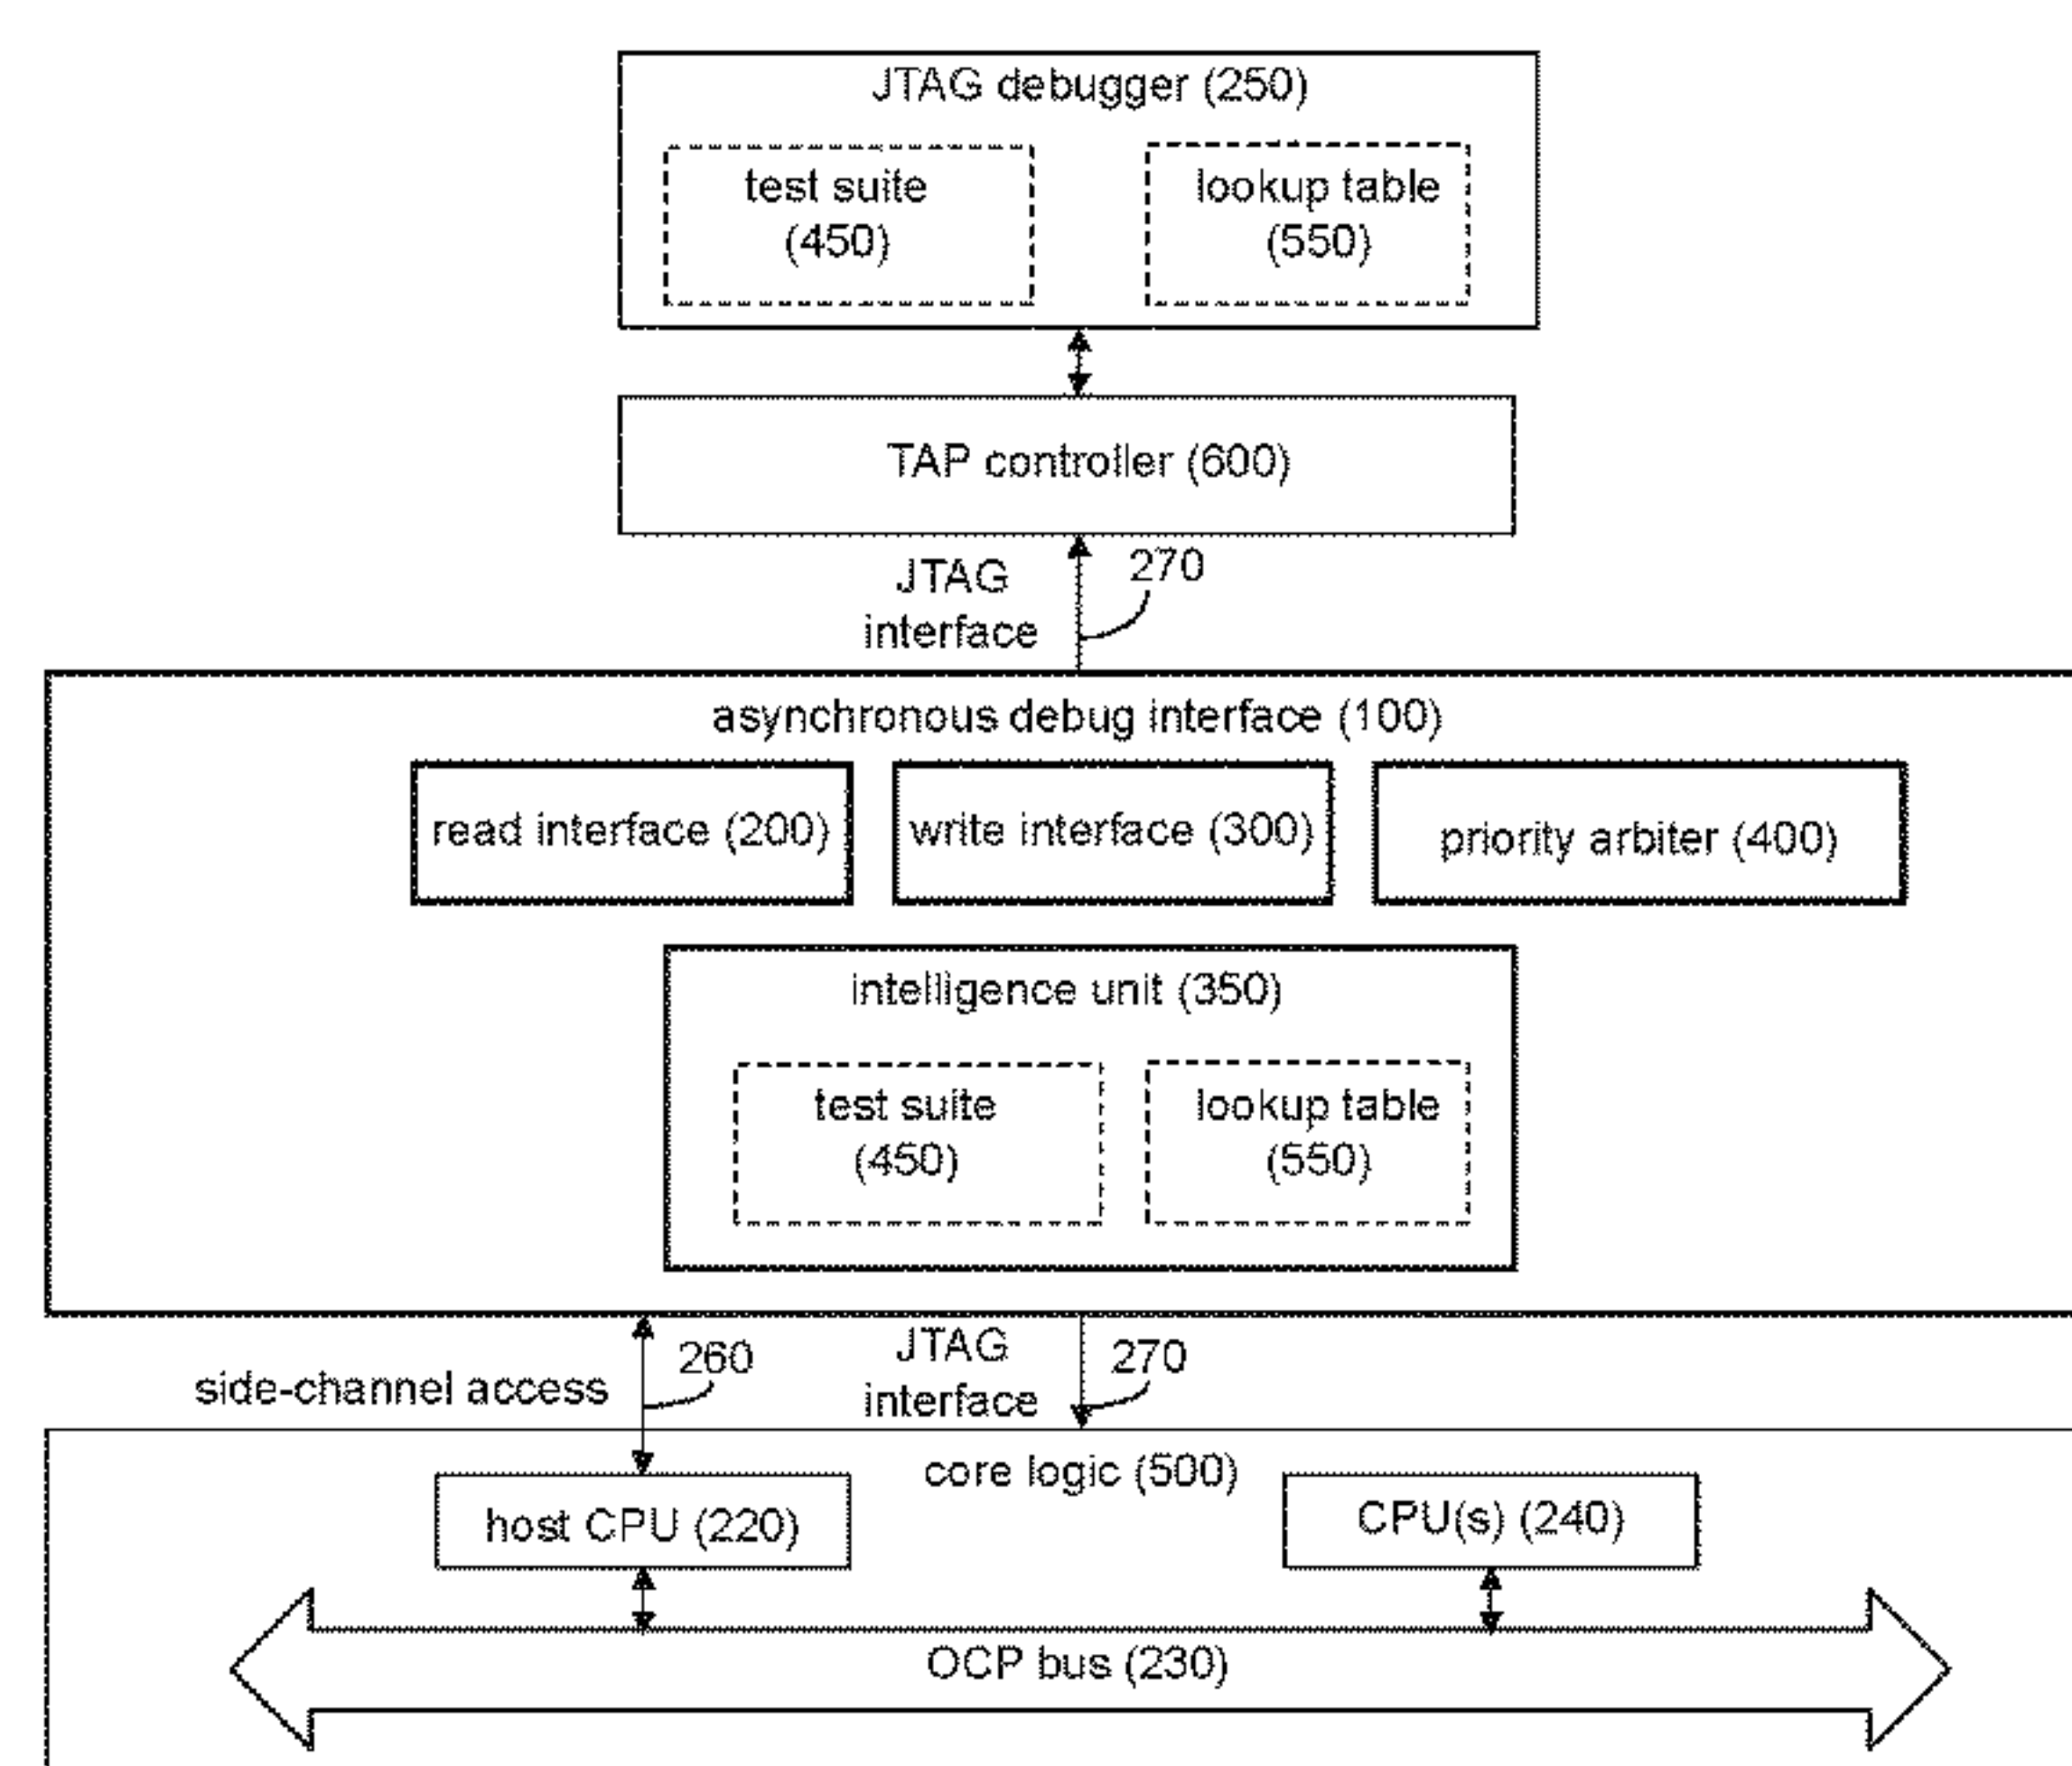 JTAG debugger (250)
test suite
(450)
lookup table
(550)
TAP controller (600)
JTAG
interface
270
asynchronous debug interface (100)
read interface (200)
write interface (300)
priority arbiter (400)
intelligence unit (350)
test suite
(450)
lookup table
(550)
side-channel access
260
JTAG
interface
270
core logic (500)
host CPU (220)
CPU(s) (240)
OCP bus (230)